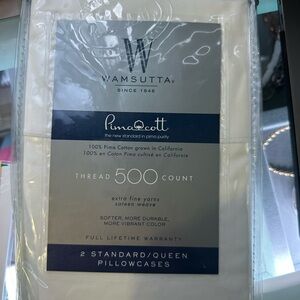 W
WAMSUTTA®
SINCE 1846
Pimacott
the new standard in pima purity
100% Pima Cotton grown in California
100% en Coton Pima cultivé en Californie
THREAD 500 COUNT
extra fine yarns
sateen weave
SOFTER, MORE DURABLE,
MORE VIBRANT COLOR
FULL LIFETIME WARRANTY
2 STANDARD/QUEEN
PILLOWCASES